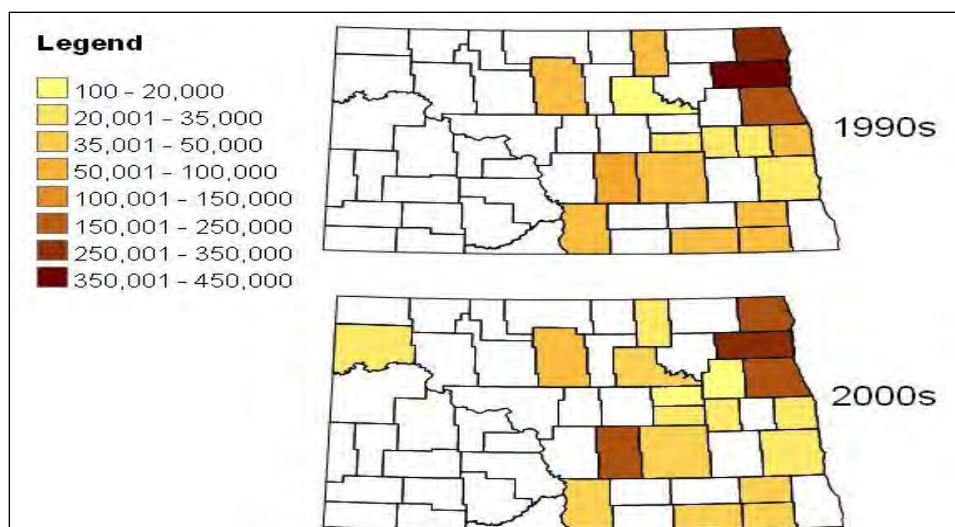 Legend
100 - 20,000
20,001 - 35,000
35,001 - 50,000
50,001 - 100,000
100,001 - 150,000
150,001 - 250,000
250,001 - 350,000
350,001 - 450,000
1990s
2000s